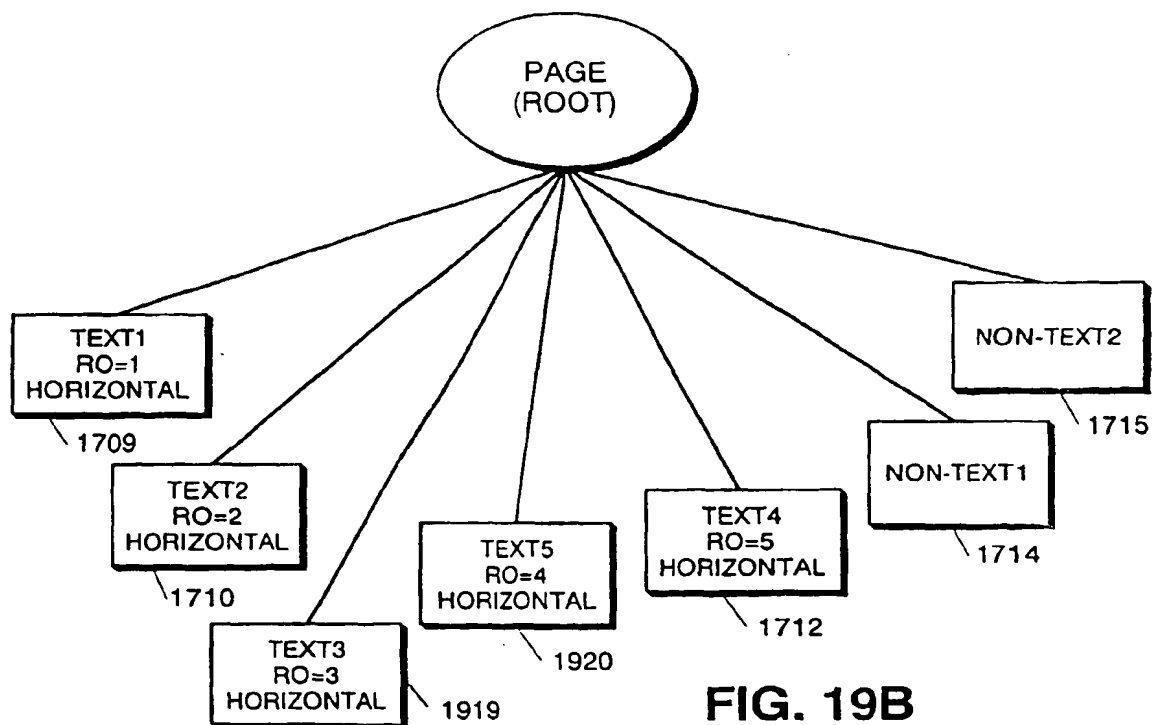 PAGE
(ROOT)
TEXT1
RO=1
HORIZONTAL
1709
TEXT2
RO=2
HORIZONTAL
1710
TEXT3
RO=3
HORIZONTAL
1919
TEXT5
RO=4
HORIZONTAL
1920
TEXT4
RO=5
HORIZONTAL
1712
NON-TEXT1
1714
NON-TEXT2
1715
FIG. 19B